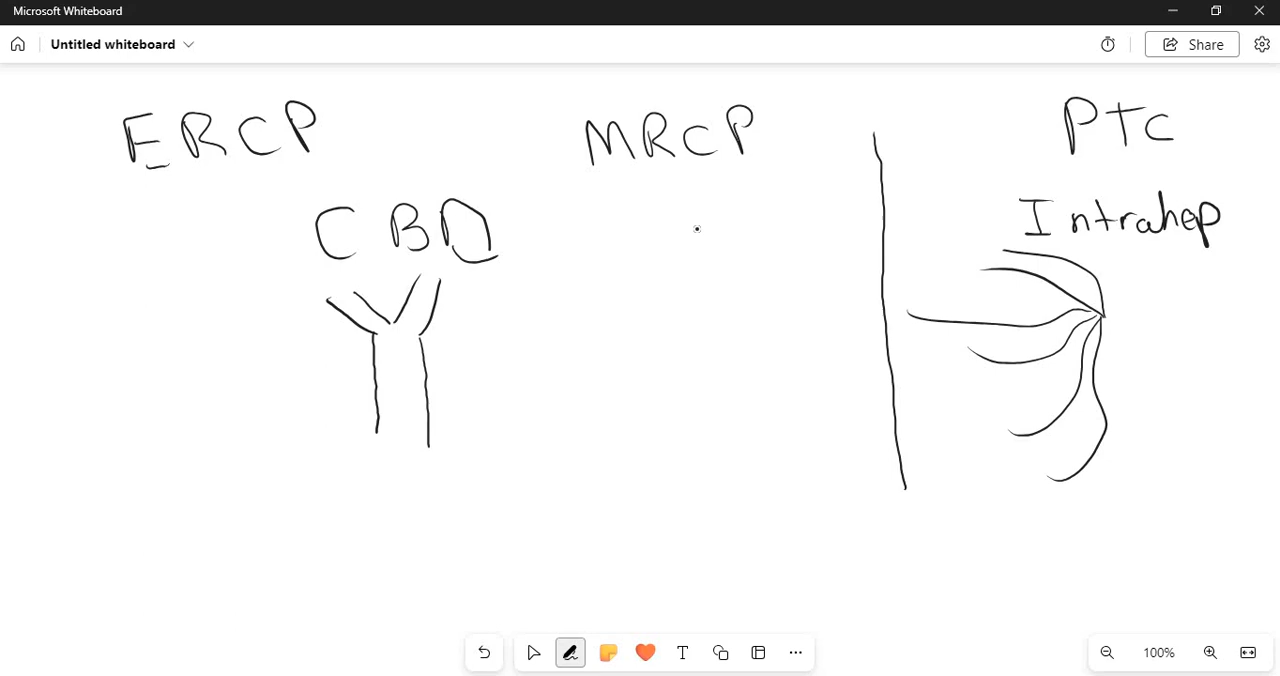 Microsoft Whiteboard
Untitled whiteboard
Share
ERCP MRCP PTC
CBD Intrahep
100%